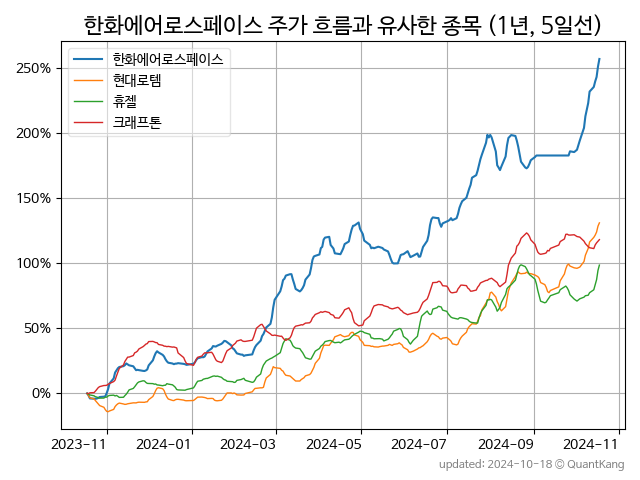 한화에어로스페이스 주가 흐름과 유사한 종목 (1년, 5일선)
한화에어로스페이스
현대로템
휴젤
크래프톤
250%
200%
150%
100%
50%
0%
2023-11 2024-01 2024-03 2024-05 2024-07 2024-09 2024-11
updated: 2024-10-18 © QuantKang